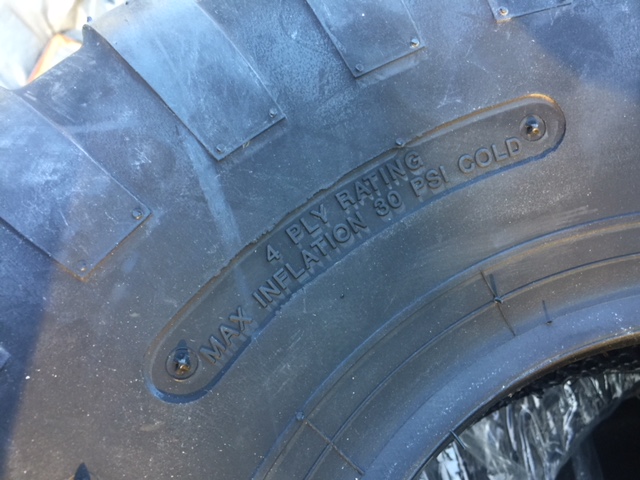 4 PLY RATING
MAX INFLATION 30 PSI COLD